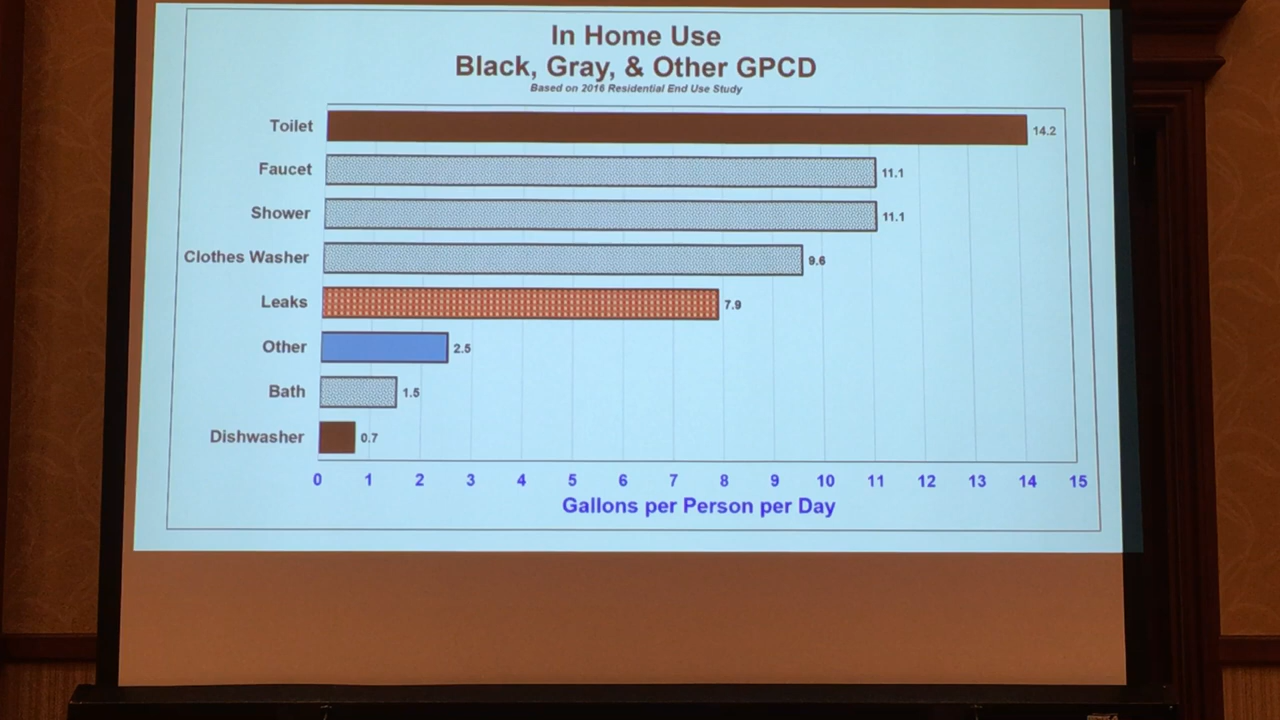 In Home Use
Black, Gray, & Other GPCD
Based on 2016 Residential End Use Study
Toilet 14.2
Faucet 11.1
Shower 11.1
Clothes Washer 9.6
Leaks 7.9
Other 2.5
Bath 1.5
Dishwasher 0.7
0 1 2 3 4 5 6 7 8 9 10 11 12 13 14 15
Gallons per Person per Day